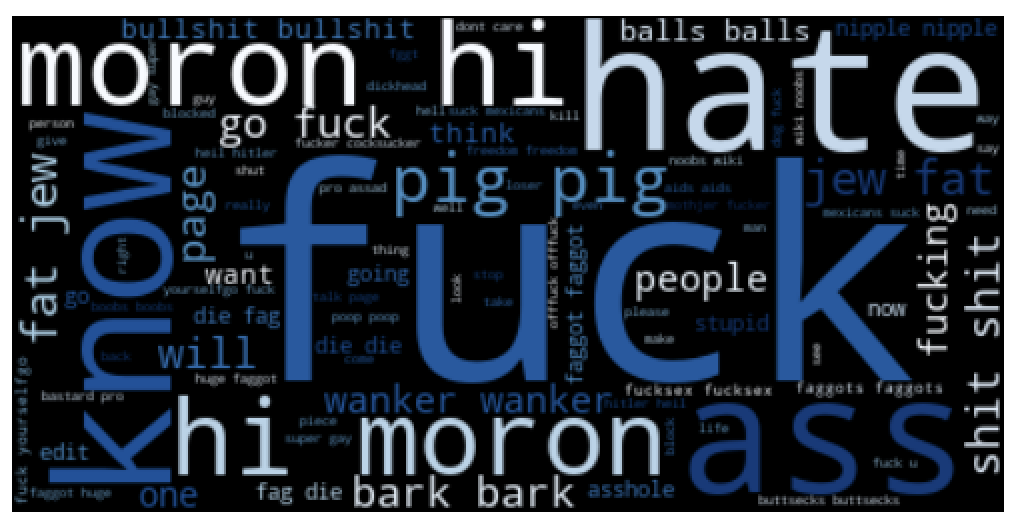 bullshit bullshit
dont care
balls balls
nipple nipple
moron hi
hate
gay super
fggt
dickhead
guy
blocked
hell
suck mexicans
kill
wiki noobs
dog fuck
way
person
give
go fuck
think
fucker cocksucker
freedom freedom
say
heil hitler
shut
noobs wiki
time
know
page
pro assad
pig pig
loser
aids aids
jew fat
fat jew
really
well
even
mothjer fucker
mexicans suck
need
fuck
u
thing
man
right
want
going
look
stop
people
fucking
go
yourselfgo fuck
boobs boobs
talk page
take
offfuck offfuck
faggot faggot
please
now
shit shit
die fag
poop poop
stupid
back
will
die die
come
make
see
huge faggot
fucksex fucksex
faggots faggots
fuck yourselfgo
bastard pro
hi moron
wanker wanker
hitler heil
ass
piece
super gay
block
life
edit
fuck u
faggot huge
one
fag die
bark bark
asshole
buttsecks buttsecks